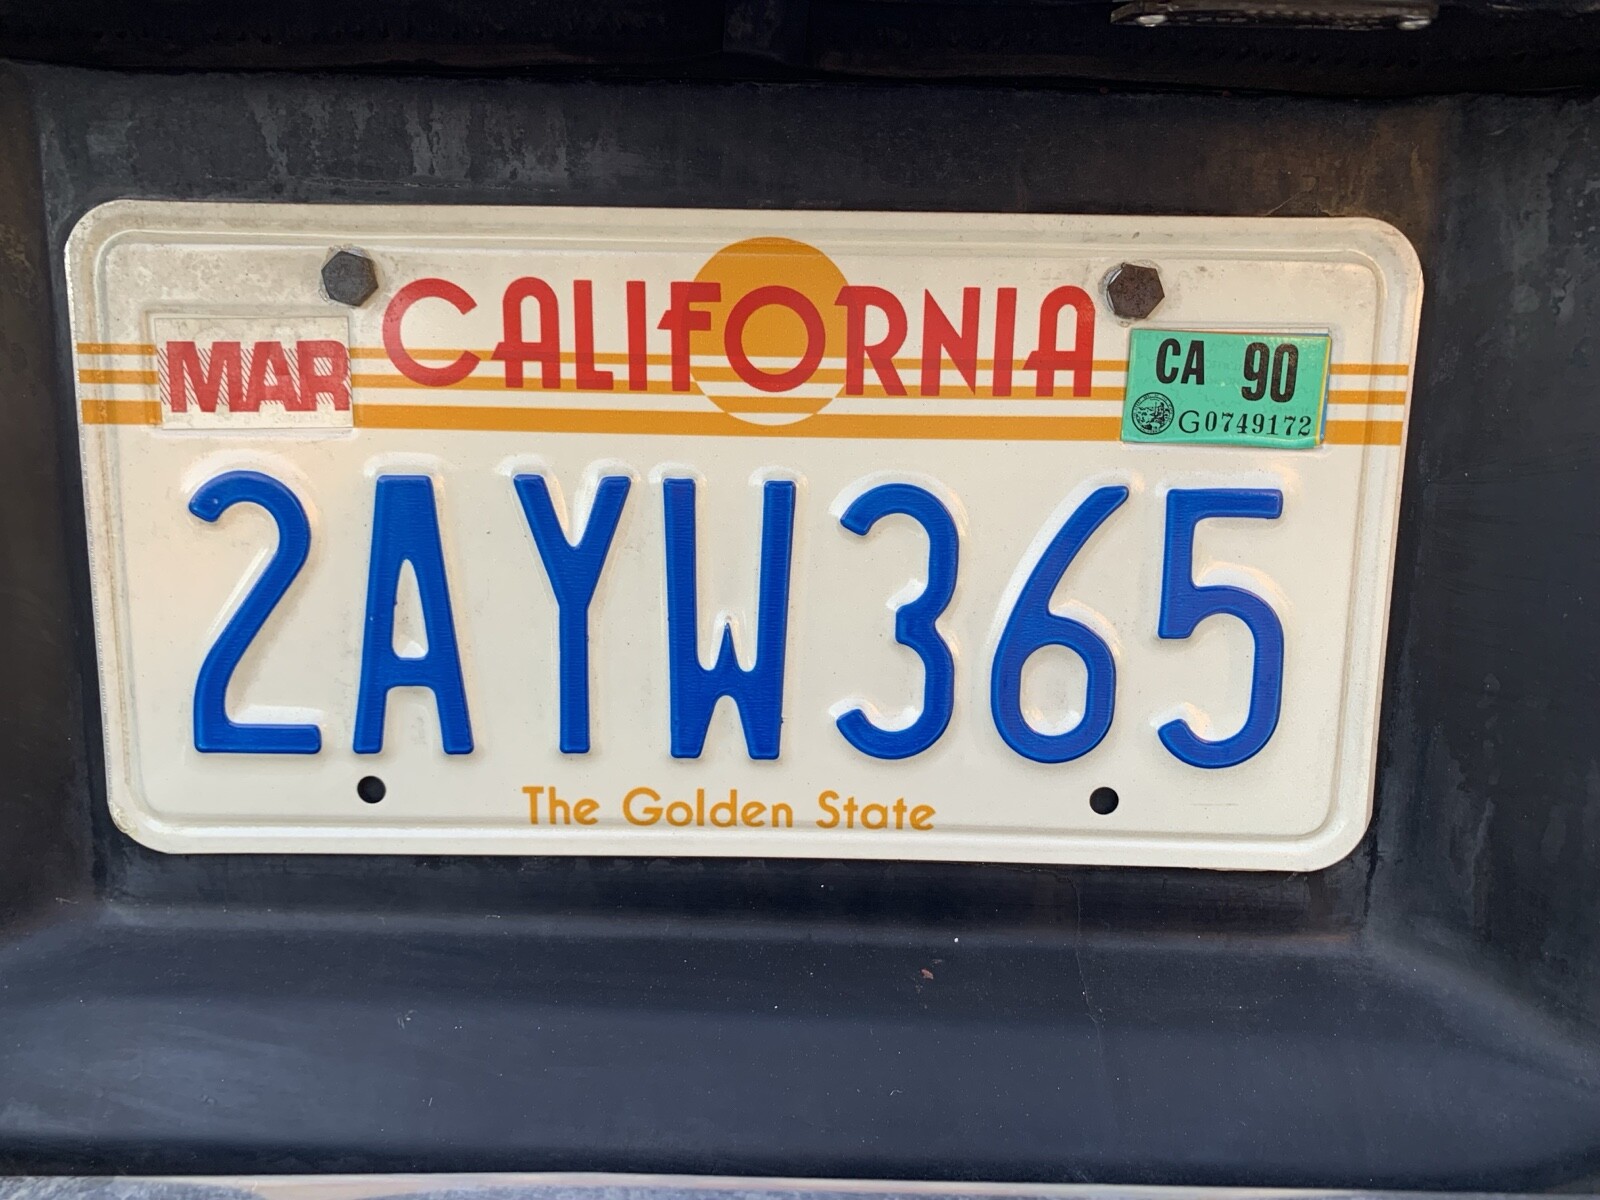 CALIFORNIA
MAR
CA 90
G0749172
2AYW365
The Golden State